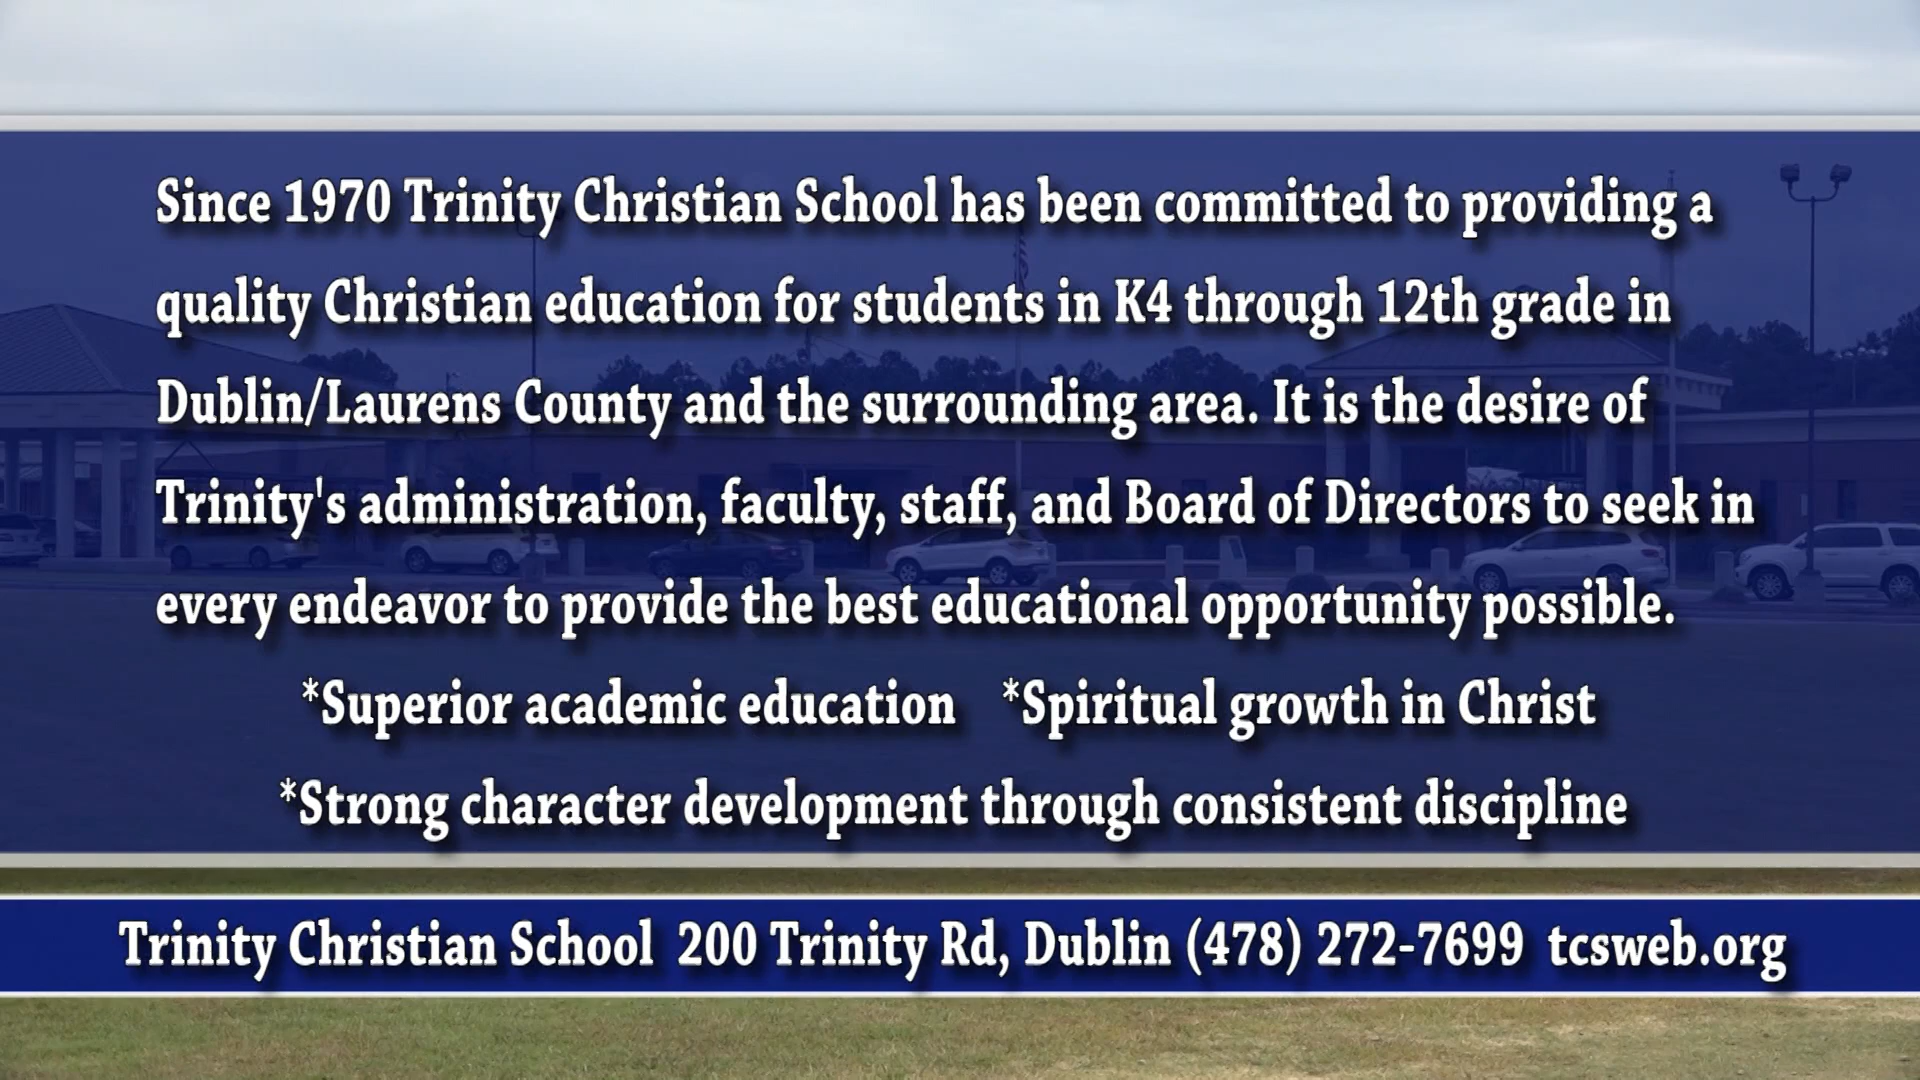 Since 1970 Trinity Christian School has been committed to providing a
quality Christian education for students in K4 through 12th grade in
Dublin/Laurens County and the surrounding area. It is the desire of
Trinity's administration, faculty, staff, and Board of Directors to seek in
every endeavor to provide the best educational opportunity possible.
*Superior academic education *Spiritual growth in Christ
*Strong character development through consistent discipline
Trinity Christian School 200 Trinity Rd, Dublin (478) 272-7699 tcsweb.org